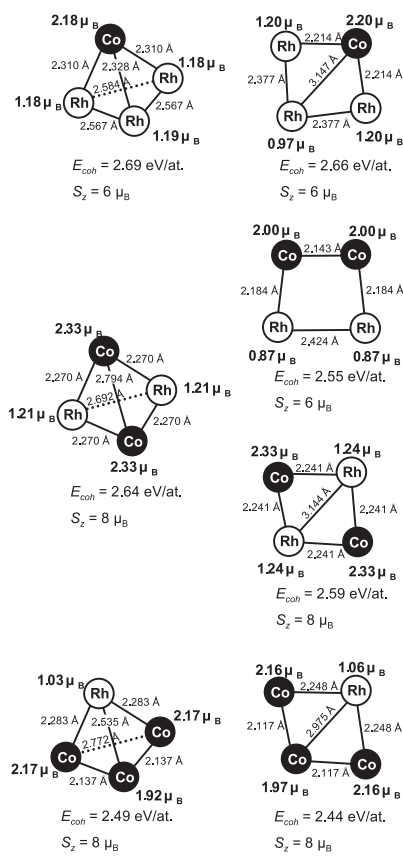 2.18 μB
Co
2.310 Å
2.310 Å
2.328 Å
1.18 μB
Rh
2.584 Å
1.18 μB
Rh
2.567 Å
2.567 Å
Rh
1.19 μB
Ecoh = 2.69 eV/at.
Sz = 6 μB
1.20 μB
2.20 μB
Rh
2.214 Å
Co
2.377 Å
3.147 Å
2.214 Å
Rh
2.377 Å
Rh
0.97 μB
1.20 μB
Ecoh = 2.66 eV/at.
Sz = 6 μB
2.00 μB
2.00 μB
Co
2.143 Å
Co
2.184 Å
2.184 Å
Rh
2.424 Å
Rh
0.87 μB
0.87 μB
Ecoh = 2.55 eV/at.
Sz = 6 μB
2.33 μB
Co
2.270 Å
2.270 Å
2.794 Å
Rh
1.21 μB
2.692 Å
1.21 μB
Rh
2.270 Å
2.270 Å
Co
2.33 μB
Ecoh = 2.64 eV/at.
Sz = 8 μB
2.33 μB
1.24 μB
Co
2.241 Å
Rh
2.241 Å
3.144 Å
2.241 Å
Rh
2.241 Å
Co
1.24 μB
2.33 μB
Ecoh = 2.59 eV/at.
Sz = 8 μB
1.03 μB
Rh
2.283 Å
2.283 Å
2.535 Å
2.17 μB
Co
2.772 Å
2.17 μB
Co
2.137 Å
2.137 Å
Co
1.92 μB
Ecoh = 2.49 eV/at.
Sz = 8 μB
2.16 μB
1.06 μB
Co
2.248 Å
Rh
2.117 Å
2.975 Å
2.248 Å
Co
2.117 Å
Co
1.97 μB
2.16 μB
Ecoh = 2.44 eV/at.
Sz = 8 μB